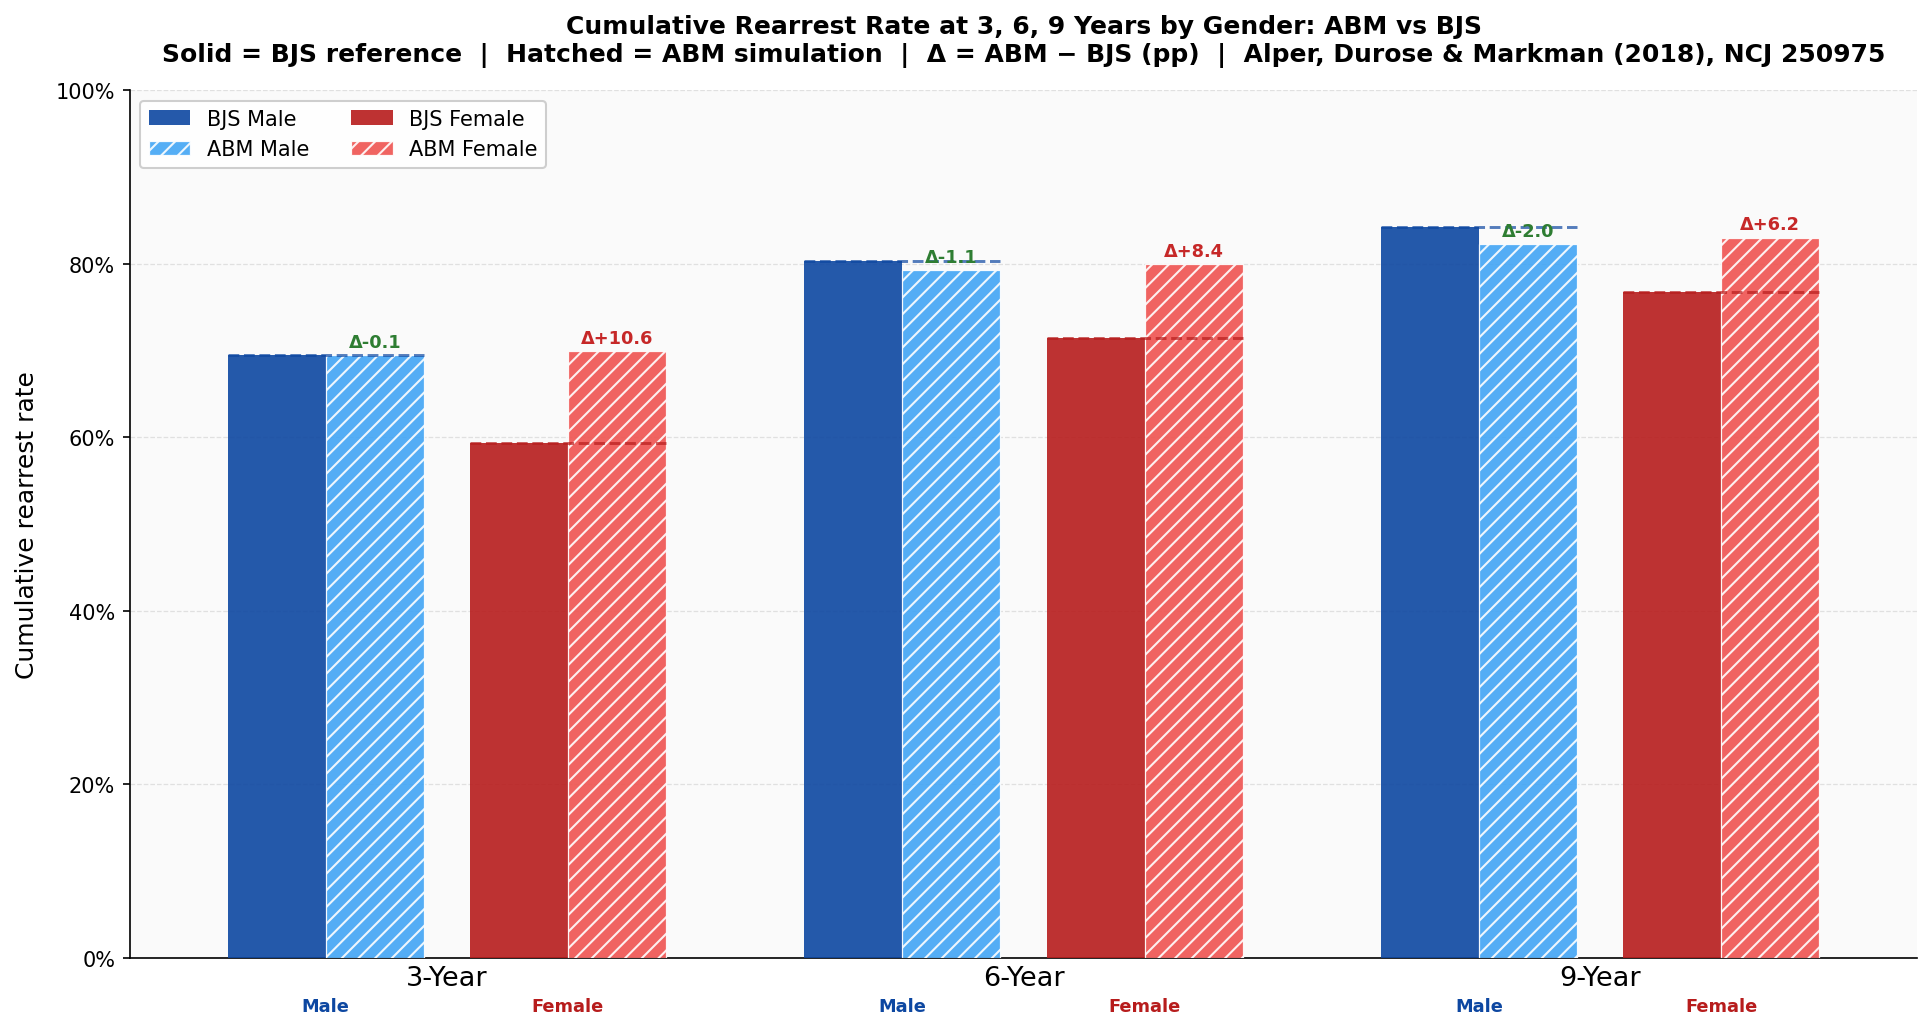 Cumulative Rearrest Rate at 3, 6, 9 Years by Gender: ABM vs BJS
Solid = BJS reference | Hatched = ABM simulation | Δ = ABM − BJS (pp) | Alper, Durose & Markman (2018), NCJ 250975
BJS Male
ABM Male
BJS Female
ABM Female
Cumulative rearrest rate
100%
80%
60%
40%
20%
0%
Δ-0.1
Δ+10.6
Δ-1.1
Δ+8.4
Δ-2.0
Δ+6.2
3-Year
6-Year
9-Year
Male
Female
Male
Female
Male
Female